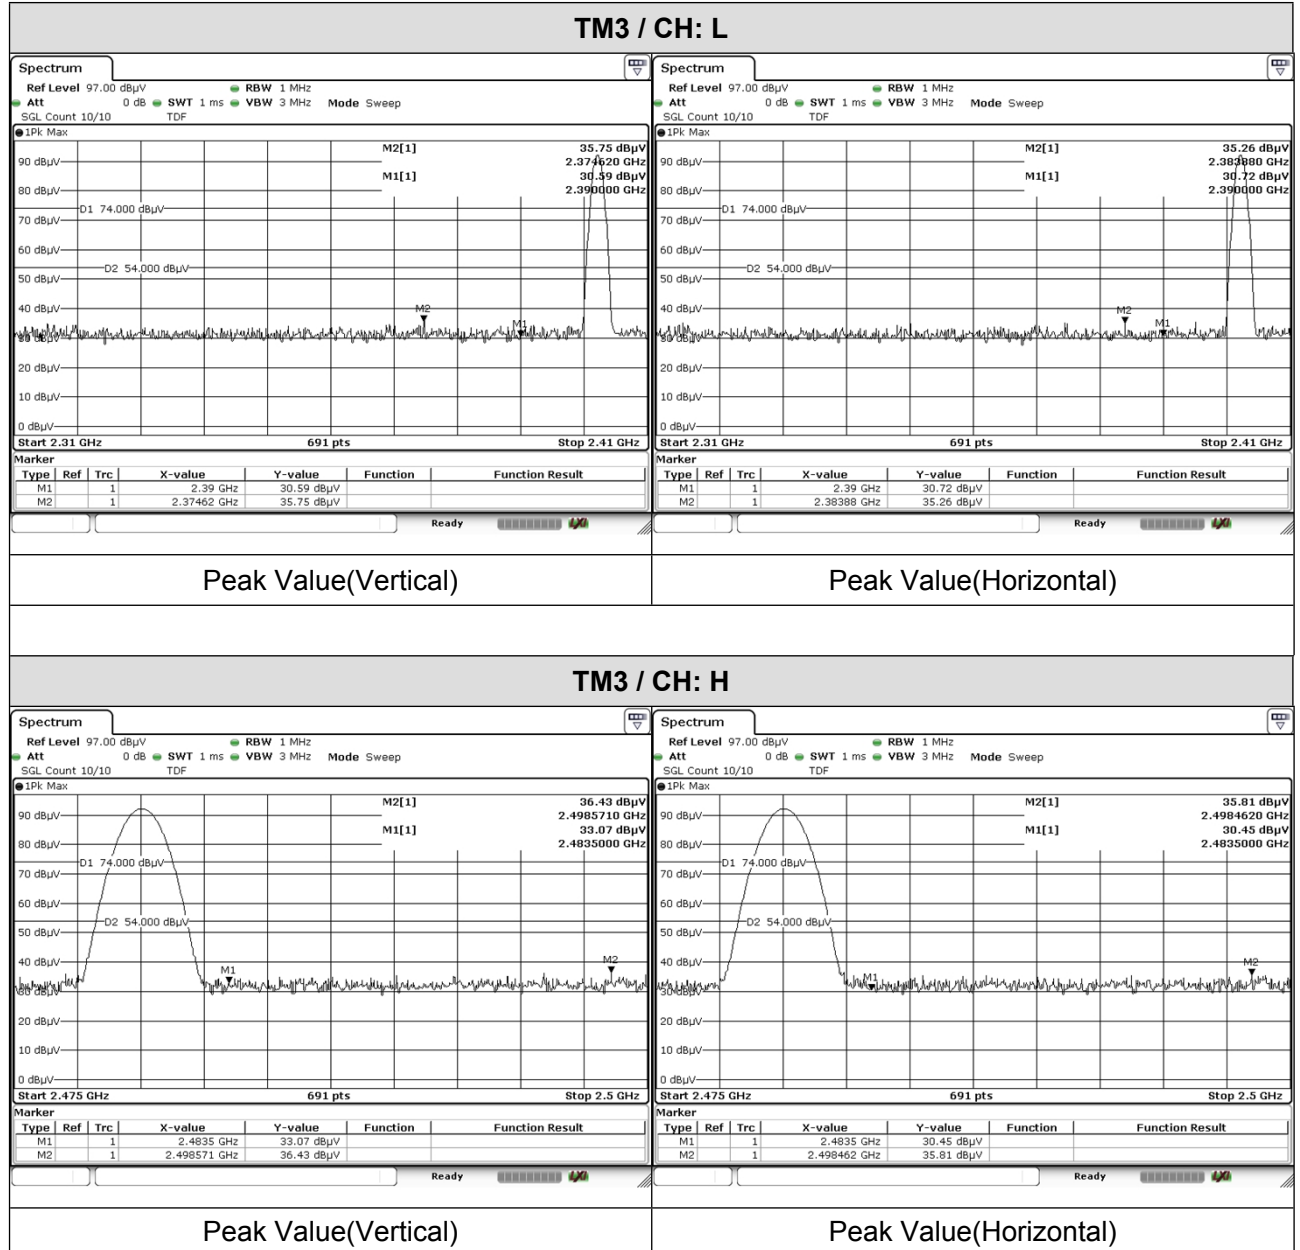 TM3 / CH: L
Spectrum
Ref Level 97.00 dBµV RBW 1 MHz
Att 0 dB SWT 1 ms VBW 3 MHz Mode Sweep
SGL Count 10/10 TDF
1Pk Max
M2[1] 35.75 dBµV
2.374620 GHz
M1[1] 30.59 dBµV
2.390000 GHz
90 dBµV
80 dBµV
D1 74.000 dBµV
70 dBµV
60 dBµV
D2 54.000 dBµV
50 dBµV
40 dBµV
M2
M1
30 dBµV
20 dBµV
10 dBµV
0 dBµV
Start 2.31 GHz 691 pts Stop 2.41 GHz
Marker
Type Ref Trc X-value Y-value Function Function Result
M1 1 2.39 GHz 30.59 dBµV
M2 1 2.37462 GHz 35.75 dBµV
Ready LXI
Peak Value(Vertical)
Spectrum
Ref Level 97.00 dBµV RBW 1 MHz
Att 0 dB SWT 1 ms VBW 3 MHz Mode Sweep
SGL Count 10/10 TDF
1Pk Max
M2[1] 35.26 dBµV
2.383880 GHz
M1[1] 30.72 dBµV
2.390000 GHz
90 dBµV
80 dBµV
D1 74.000 dBµV
70 dBµV
60 dBµV
D2 54.000 dBµV
50 dBµV
40 dBµV
M2
M1
30 dBµV
20 dBµV
10 dBµV
0 dBµV
Start 2.31 GHz 691 pts Stop 2.41 GHz
Marker
Type Ref Trc X-value Y-value Function Function Result
M1 1 2.39 GHz 30.72 dBµV
M2 1 2.38388 GHz 35.26 dBµV
Ready LXI
Peak Value(Horizontal)
TM3 / CH: H
Spectrum
Ref Level 97.00 dBµV RBW 1 MHz
Att 0 dB SWT 1 ms VBW 3 MHz Mode Sweep
SGL Count 10/10 TDF
1Pk Max
M2[1] 36.43 dBµV
2.4985710 GHz
M1[1] 33.07 dBµV
2.4835000 GHz
90 dBµV
80 dBµV
D1 74.000 dBµV
70 dBµV
60 dBµV
D2 54.000 dBµV
50 dBµV
40 dBµV
M1
M2
30 dBµV
20 dBµV
10 dBµV
0 dBµV
Start 2.475 GHz 691 pts Stop 2.5 GHz
Marker
Type Ref Trc X-value Y-value Function Function Result
M1 1 2.4835 GHz 33.07 dBµV
M2 1 2.498571 GHz 36.43 dBµV
Ready LXI
Peak Value(Vertical)
Spectrum
Ref Level 97.00 dBµV RBW 1 MHz
Att 0 dB SWT 1 ms VBW 3 MHz Mode Sweep
SGL Count 10/10 TDF
1Pk Max
M2[1] 35.81 dBµV
2.4984620 GHz
M1[1] 30.45 dBµV
2.4835000 GHz
90 dBµV
80 dBµV
D1 74.000 dBµV
70 dBµV
60 dBµV
D2 54.000 dBµV
50 dBµV
40 dBµV
M2
M1
30 dBµV
20 dBµV
10 dBµV
0 dBµV
Start 2.475 GHz 691 pts Stop 2.5 GHz
Marker
Type Ref Trc X-value Y-value Function Function Result
M1 1 2.4835 GHz 30.45 dBµV
M2 1 2.498462 GHz 35.81 dBµV
Ready LXI
Peak Value(Horizontal)